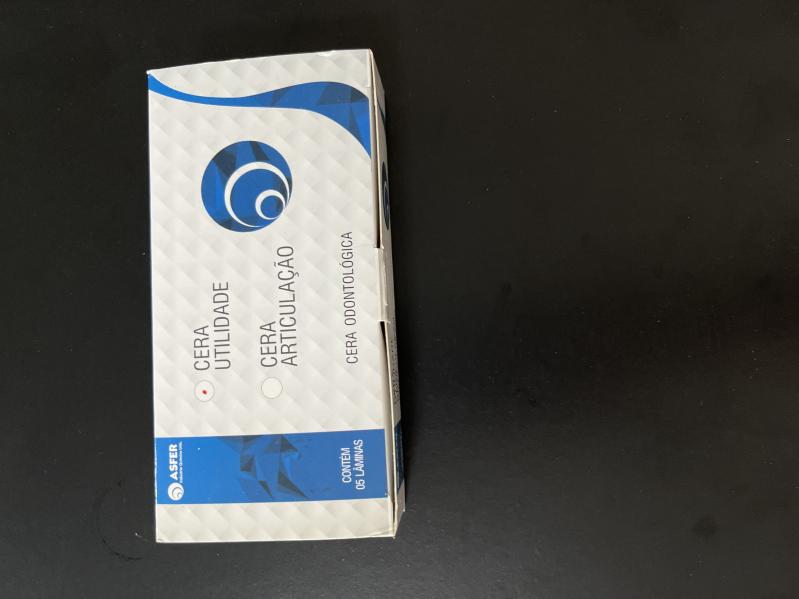 CERA
UTILIDADE
CERA
ARTICULAÇÃO
CERA ODONTOLÓGICA
ASFER
CONTÉM
05 LÂMINAS